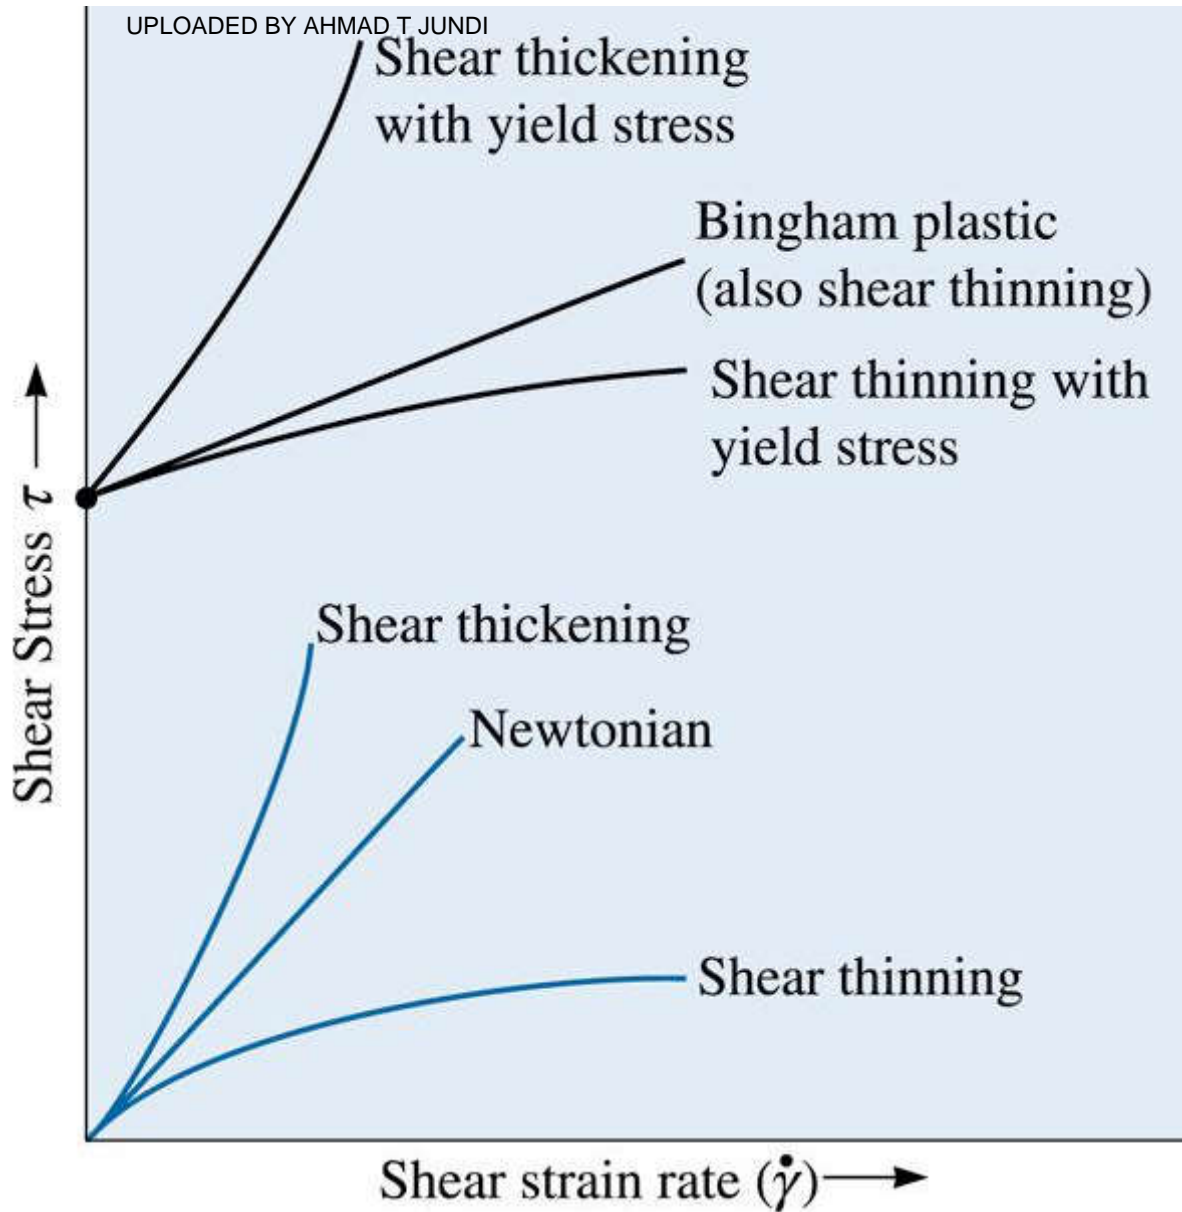 UPLOADED BY AHMAD T JUNDI
Shear thickening
with yield stress
Bingham plastic
(also shear thinning)
Shear thinning with
yield stress
Shear Stress τ
Shear thickening
Newtonian
Shear thinning
Shear strain rate (γ̇)